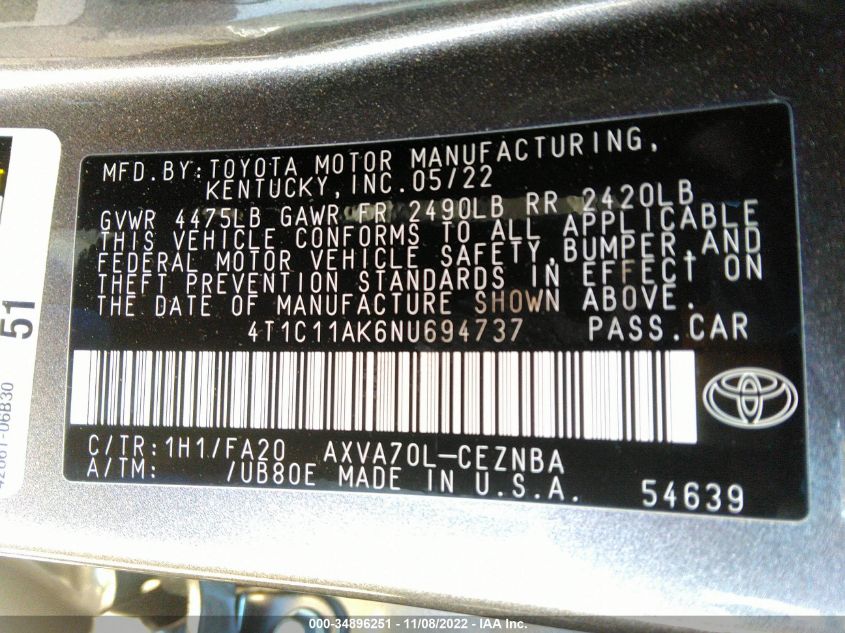 MFD.BY:TOYOTA MOTOR MANUFACTURING,
KENTUCKY,INC.05/22
GVWR 4475LB GAWR FR 2490LB RR 2420LB
THIS VEHICLE CONFORMS TO ALL APPLICABLE
FEDERAL MOTOR VEHICLE SAFETY,BUMPER,AND
THEFT PREVENTION STANDARDS IN EFFECT ON
THE DATE OF MANUFACTURE SHOWN ABOVE.
4T1C11AK6NU694737 PASS.CAR
C/TR:1H1/FA20 AXVA70L-CEZNBA
A/TM: /UB80E MADE IN U.S.A.
54639
51
42661-06B30
000-34896251 - 11/08/2022 - IAA Inc.